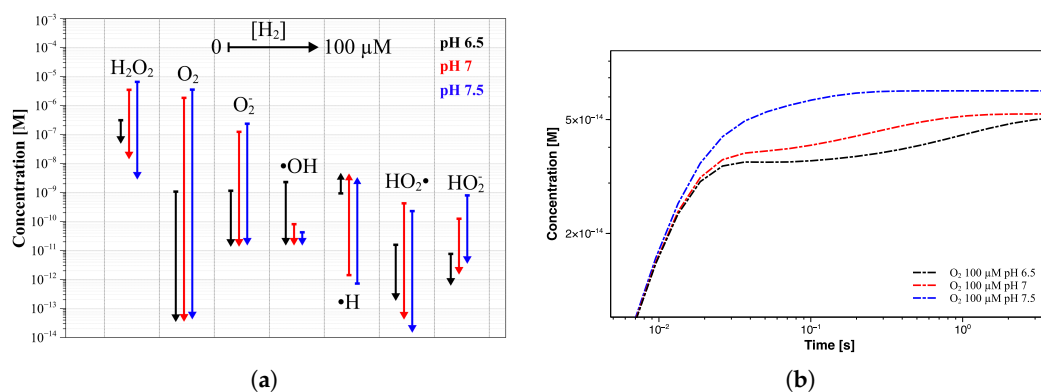 10⁻³
10⁻⁴
10⁻⁵
10⁻⁶
10⁻⁷
10⁻⁸
10⁻⁹
10⁻¹⁰
10⁻¹¹
10⁻¹²
10⁻¹³
10⁻¹⁴
Concentration [M]
[H₂]
0
100 µM
pH 6.5
pH 7
pH 7.5
H₂O₂
O₂
O₂⁻
•OH
•H
HO₂•
HO₂⁻
(a)
5×10⁻¹⁴
2×10⁻¹⁴
Concentration [M]
O₂ 100 µM pH 6.5
O₂ 100 µM pH 7
O₂ 100 µM pH 7.5
10⁻²
10⁻¹
10⁰
Time [s]
(b)